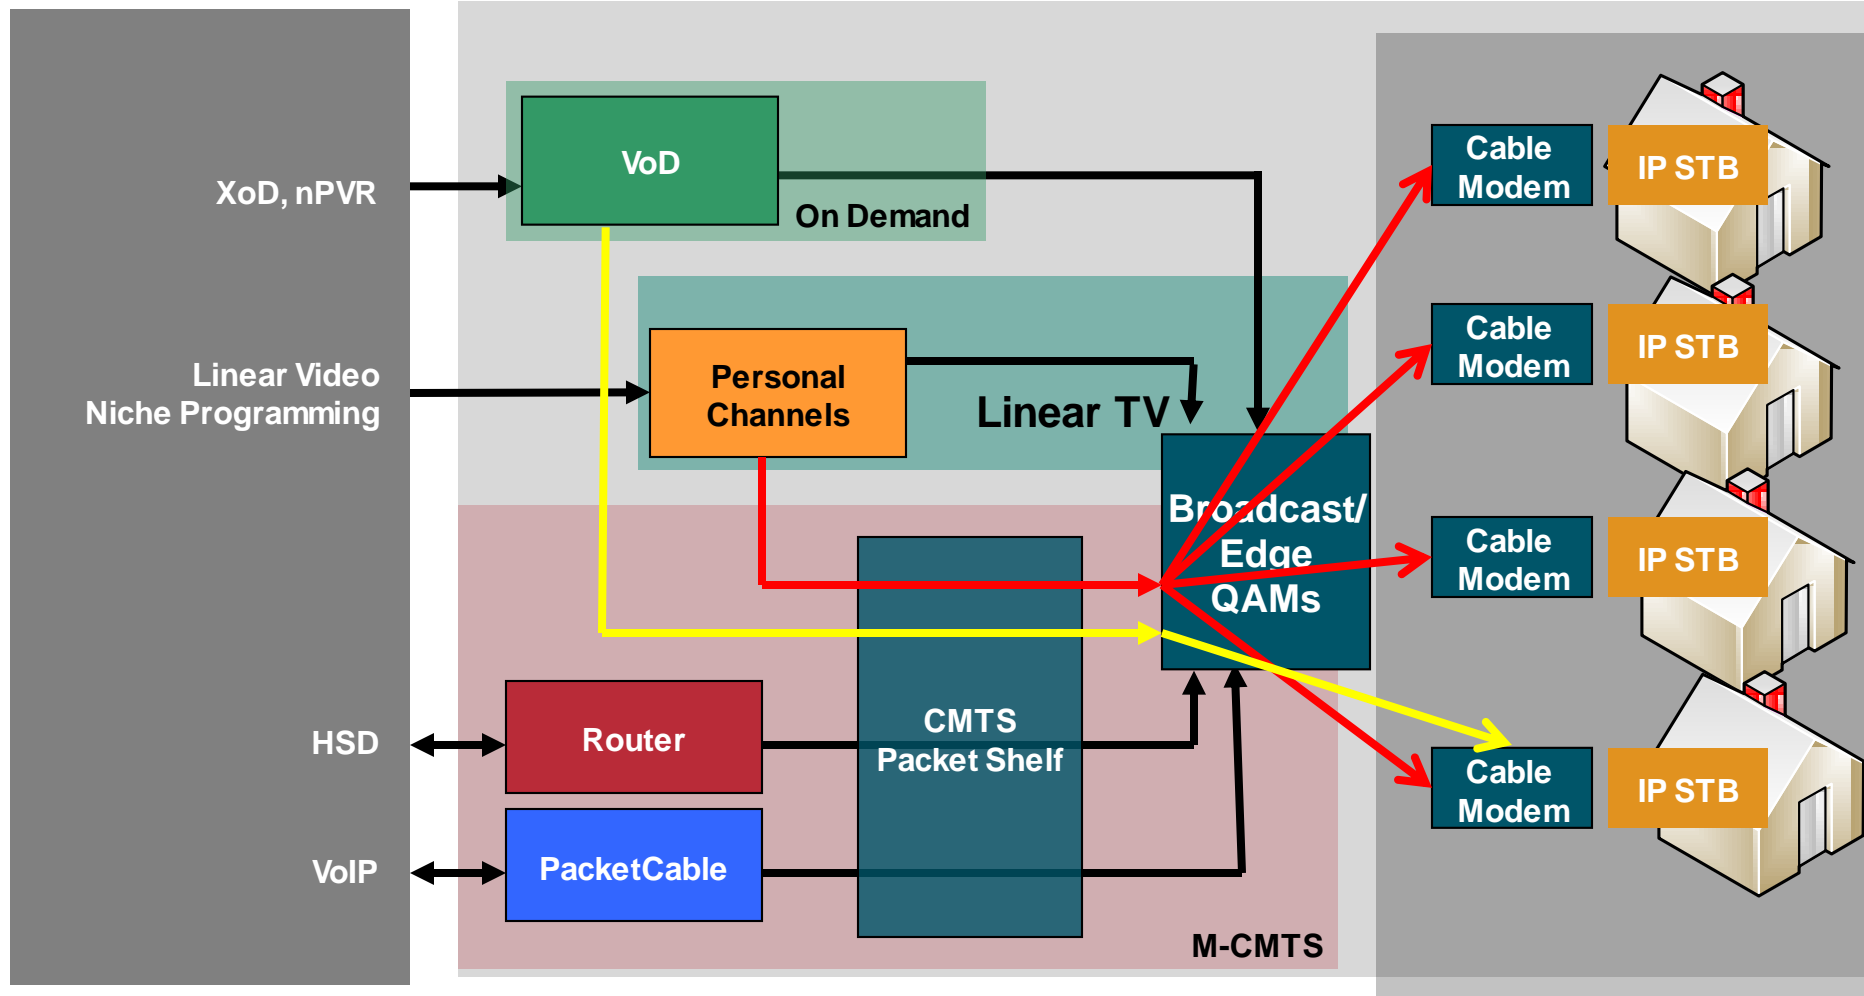 XoD, nPVR
Linear Video
Niche Programming
HSD
VoIP
VoD
On Demand
Personal
Channels
Linear TV
Broadcast/
Edge
QAMs
CMTS
Packet Shelf
Router
PacketCable
M-CMTS
Cable
Modem
IP STB
Cable
Modem
IP STB
Cable
Modem
IP STB
Cable
Modem
IP STB